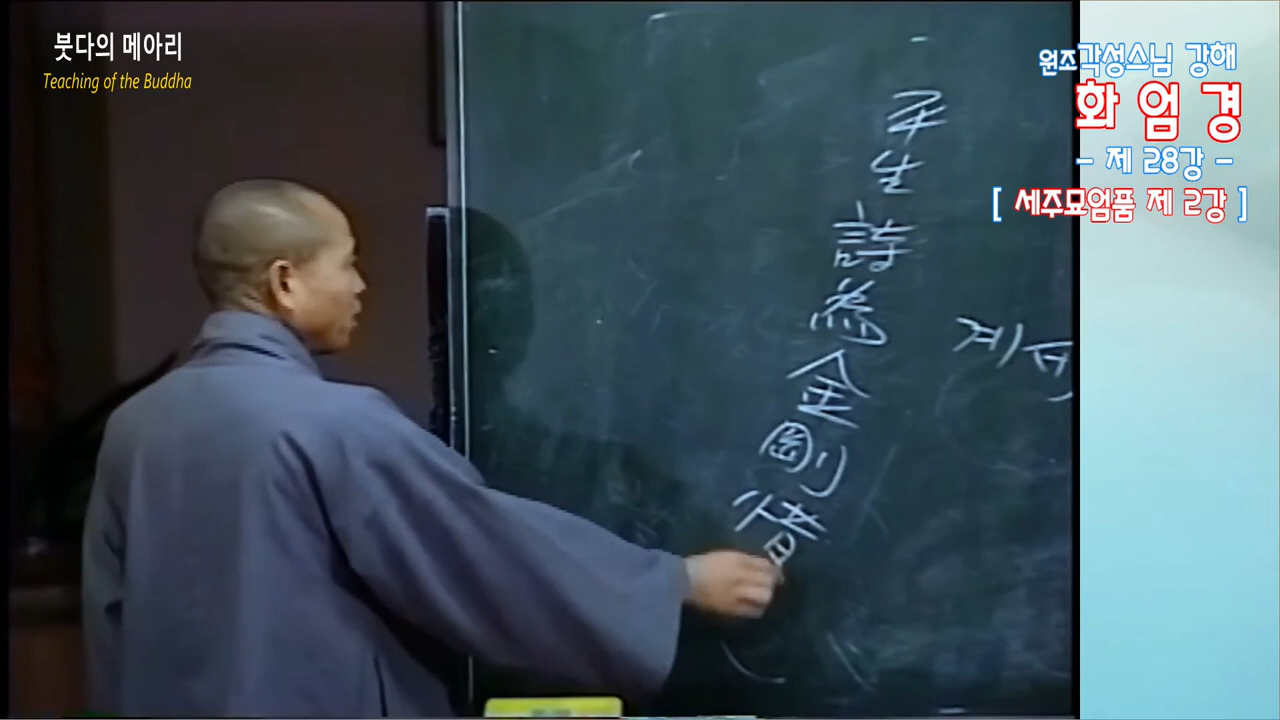 붓다의 메아리
Teaching of the Buddha
원조각성스님 강해
화엄경
- 제 28강 -
[ 세주묘엄품 제 2강 ]
平生詩為金剛惜